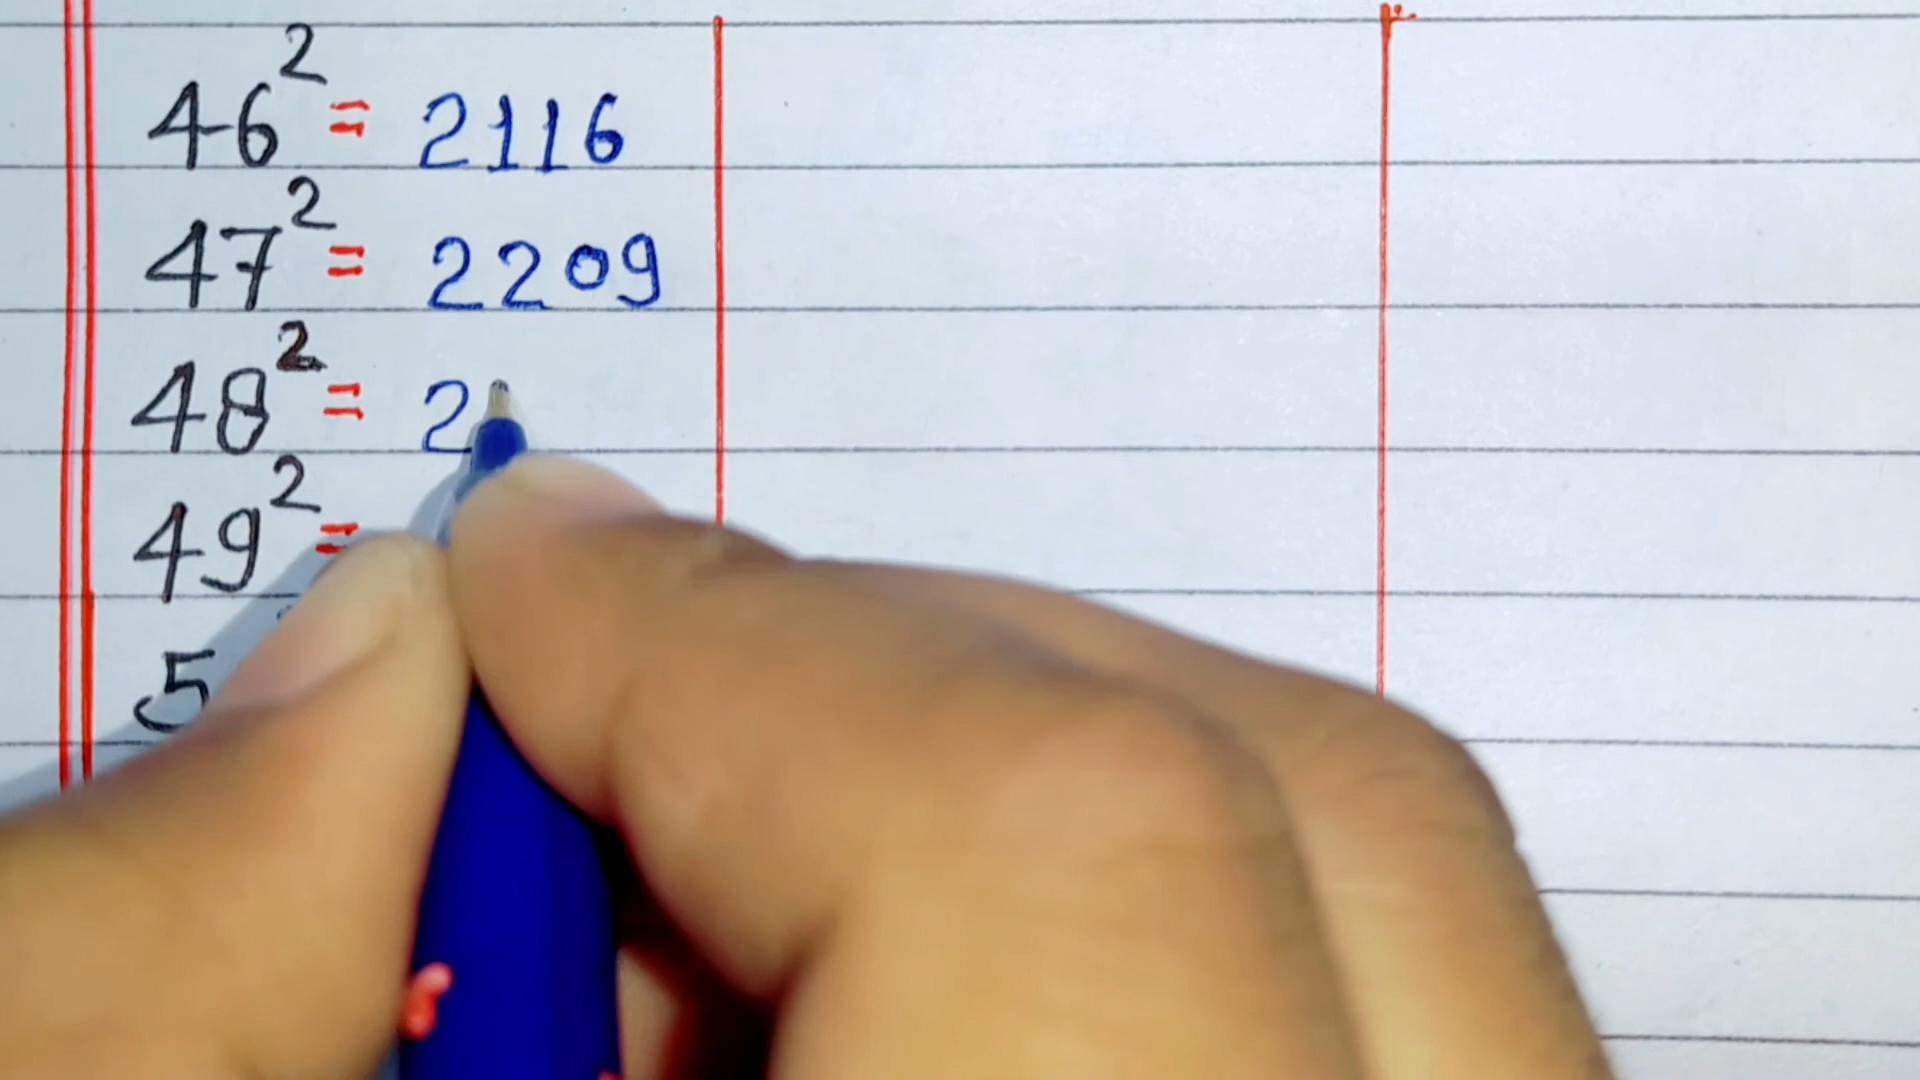 46² = 2116
47² = 2209
48² = 2
49² =
5